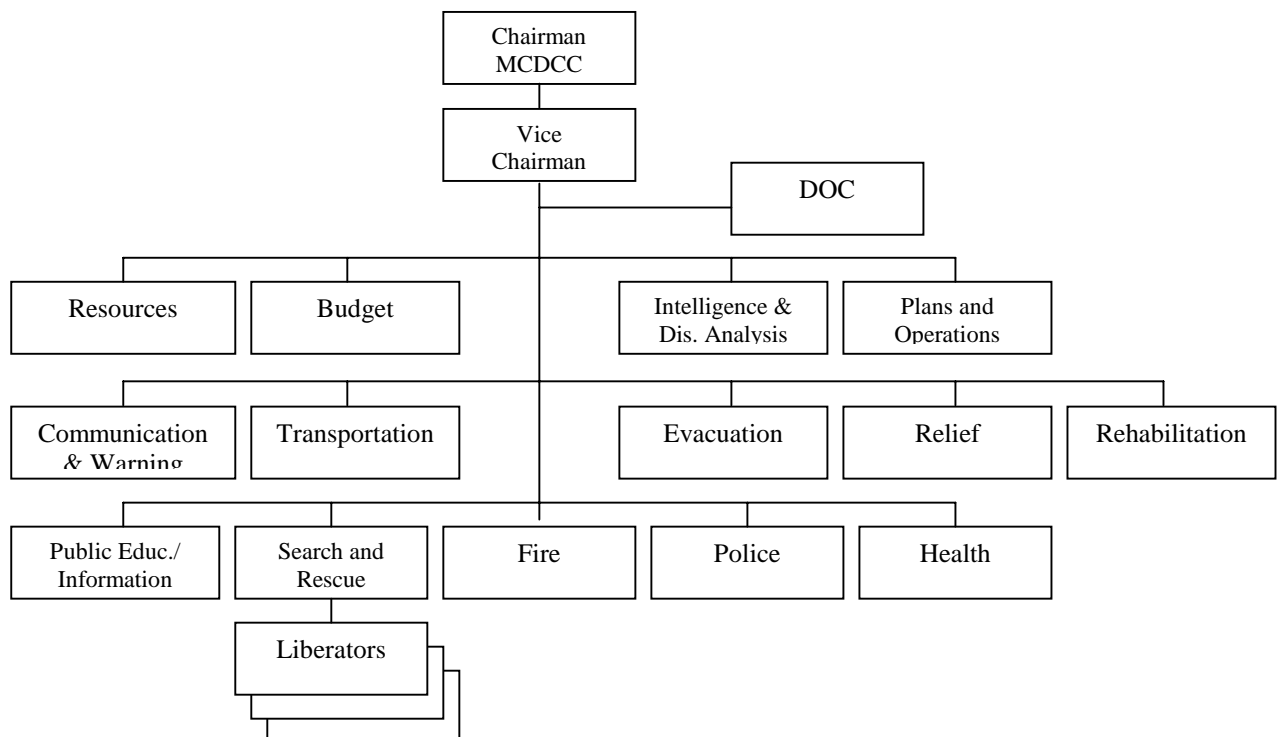 Chairman
MCDCC
Vice
Chairman
DOC
Resources
Budget
Intelligence &
Dis. Analysis
Plans and
Operations
Communication
& Warning
Transportation
Evacuation
Relief
Rehabilitation
Public Educ./
Information
Search and
Rescue
Fire
Police
Health
Liberators